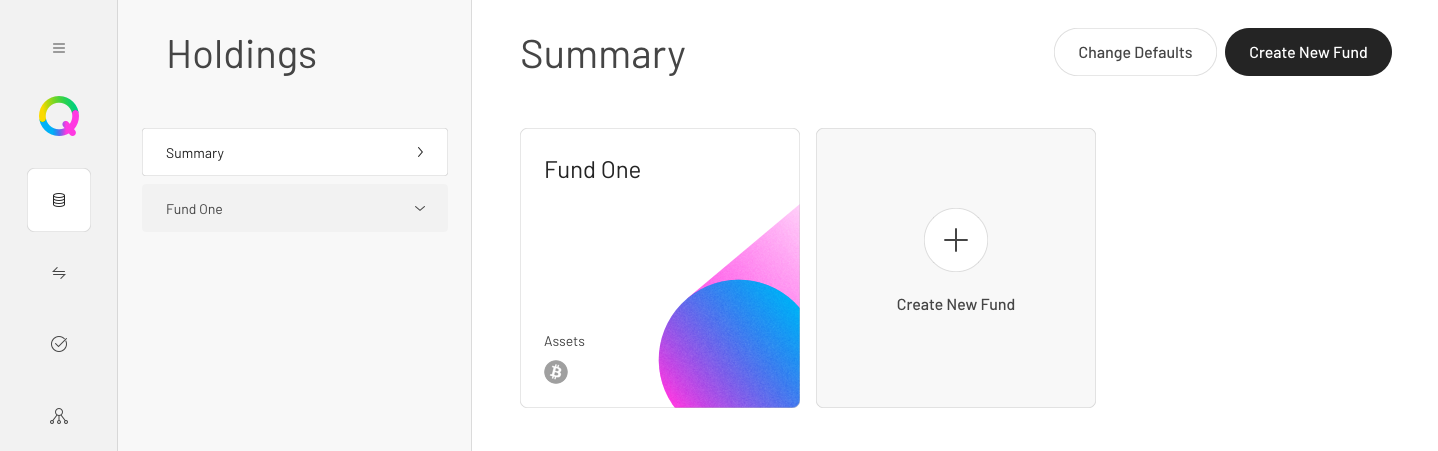 Holdings
Summary
Fund One
Summary
Change Defaults
Create New Fund
Fund One
Assets
Create New Fund